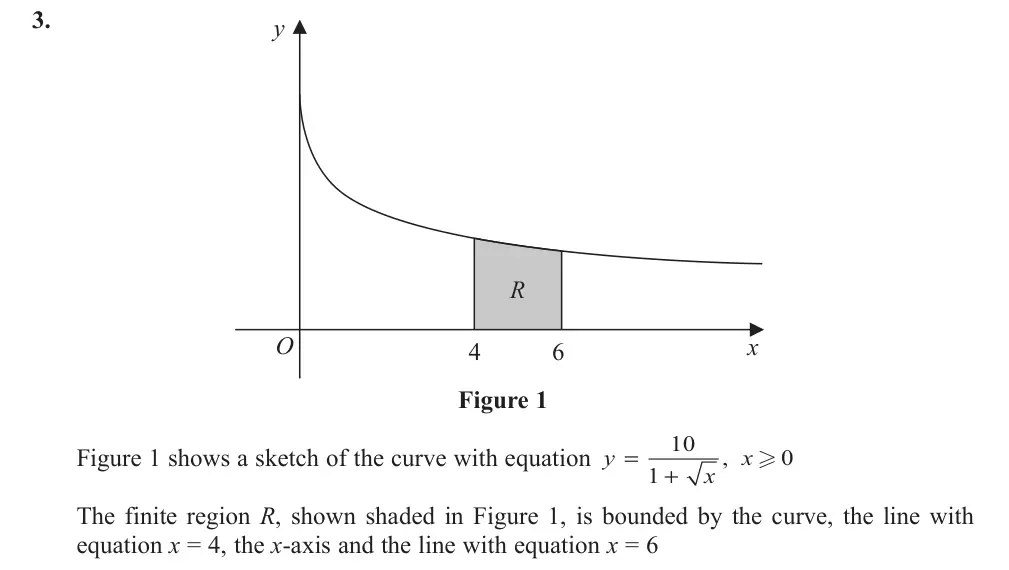 3.
y
R
O
4
6
x
Figure 1
Figure 1 shows a sketch of the curve with equation y = 10 / (1 + √x), x ⩾ 0
The finite region R, shown shaded in Figure 1, is bounded by the curve, the line with
equation x = 4, the x-axis and the line with equation x = 6